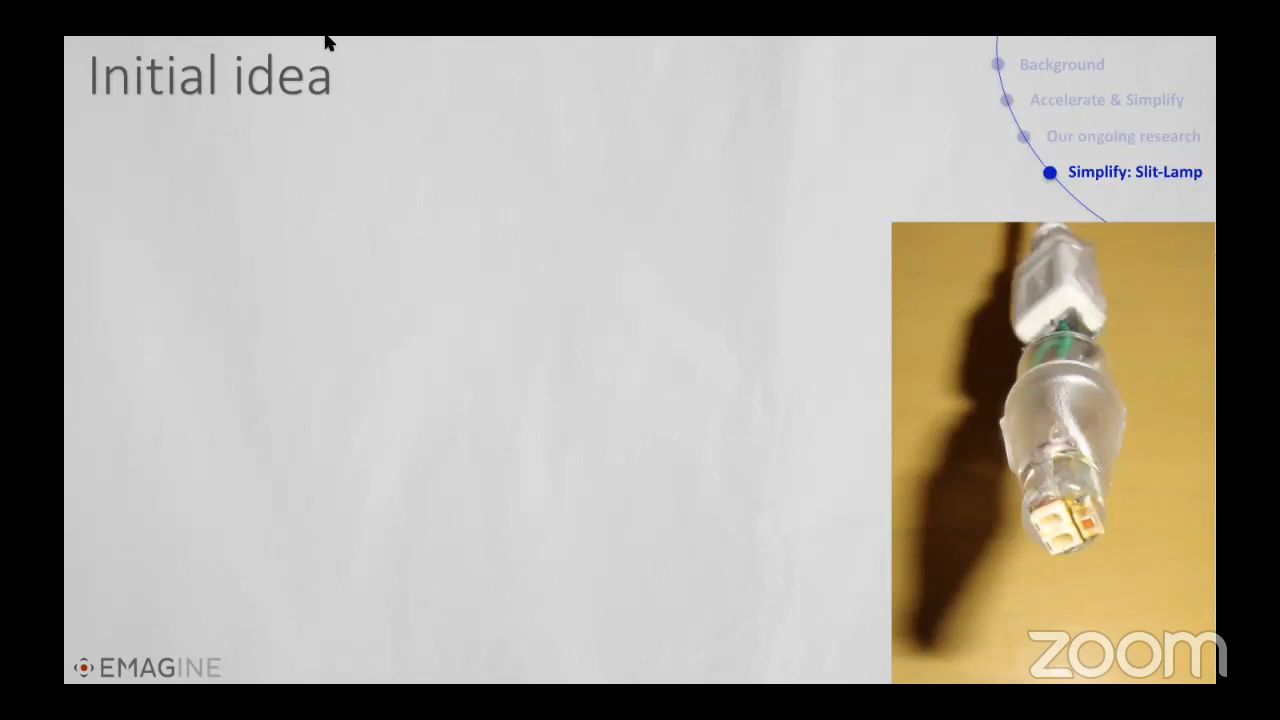 Initial idea
Background
Accelerate & Simplify
Our ongoing research
Simplify: Slit-Lamp
EMAGINE
zoom